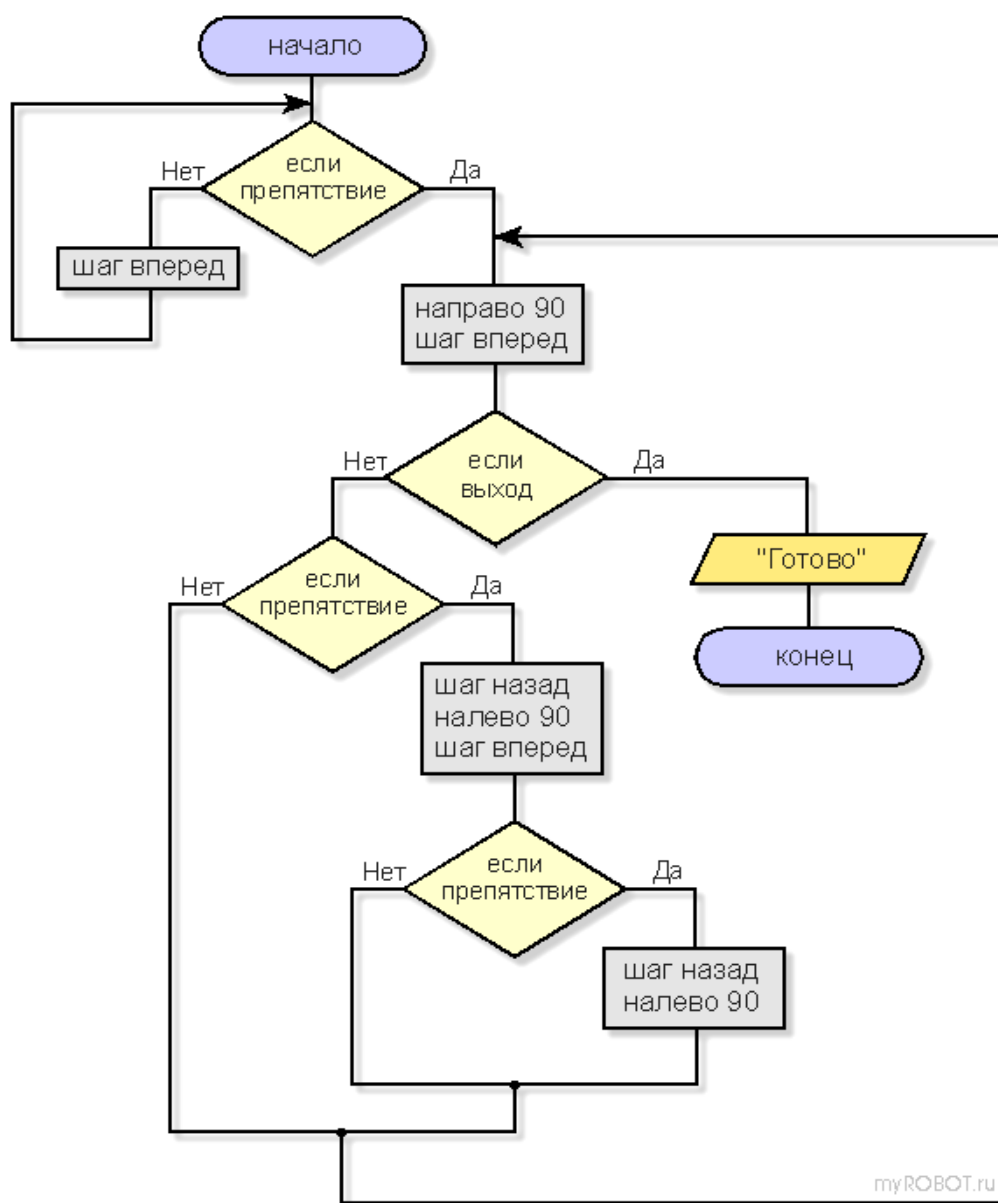 начало
если
препятствие
Нет
Да
шаг вперед
направо 90
шаг вперед
если
выход
Нет
Да
"Готово"
конец
если
препятствие
Нет
Да
шаг назад
налево 90
шаг вперед
если
препятствие
Нет
Да
шаг назад
налево 90
myROBOT.ru